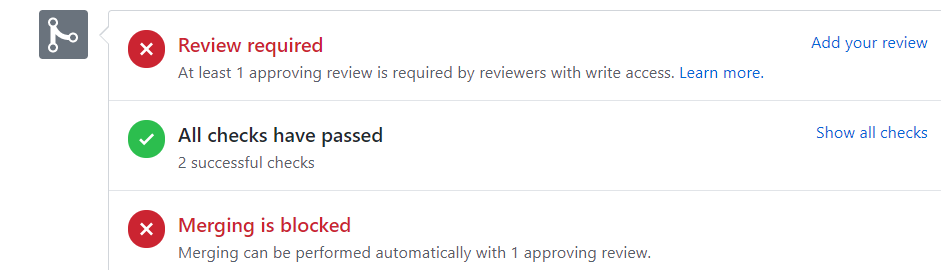 Review required
Add your review
At least 1 approving review is required by reviewers with write access. Learn more.
All checks have passed
Show all checks
2 successful checks
Merging is blocked
Merging can be performed automatically with 1 approving review.